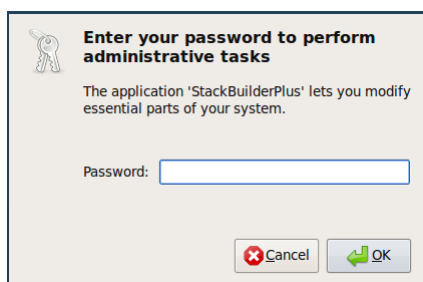 Enter your password to perform
administrative tasks
The application 'StackBuilderPlus' lets you modify
essential parts of your system.
Password:
Cancel
OK